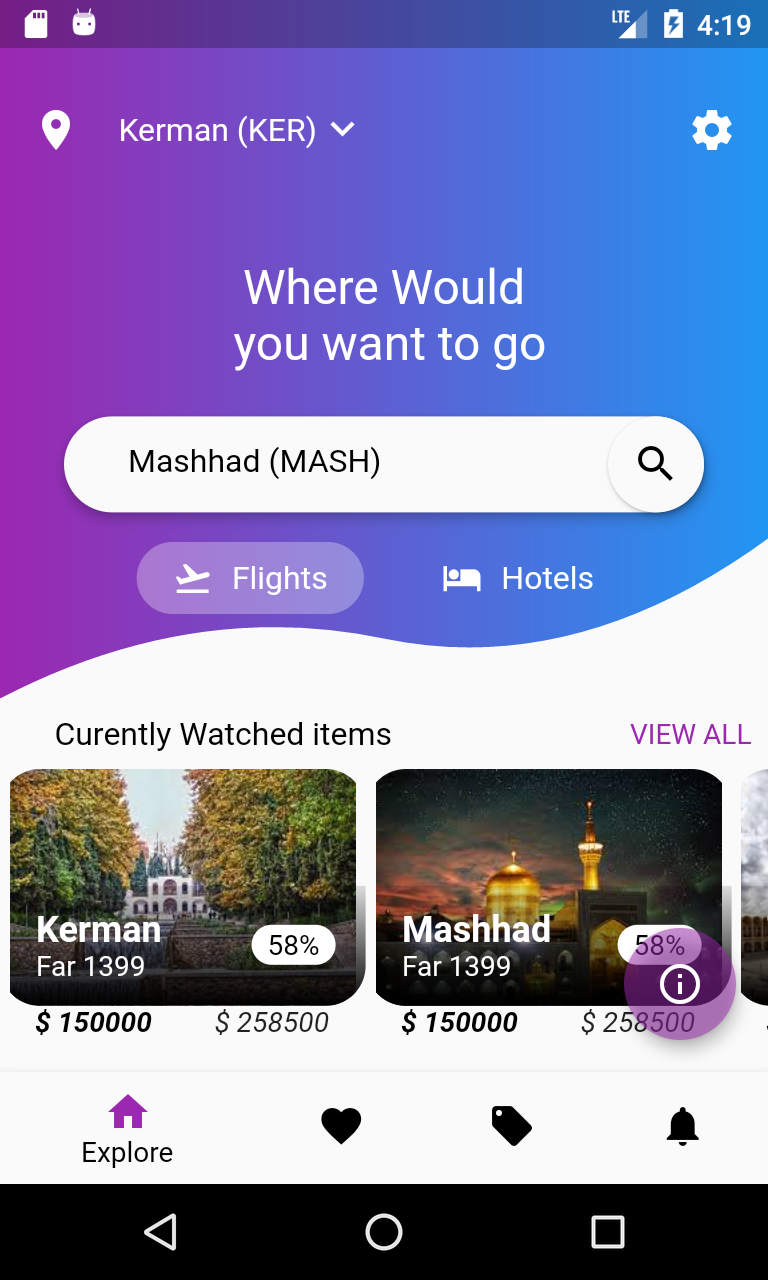 LTE 4:19
Kerman (KER)
Where Would
you want to go
Mashhad (MASH)
Flights Hotels
Curently Watched items VIEW ALL
Kerman
Far 1399
58%
$ 150000 $ 258500
Mashhad
Far 1399
58%
$ 150000 $ 258500
Explore